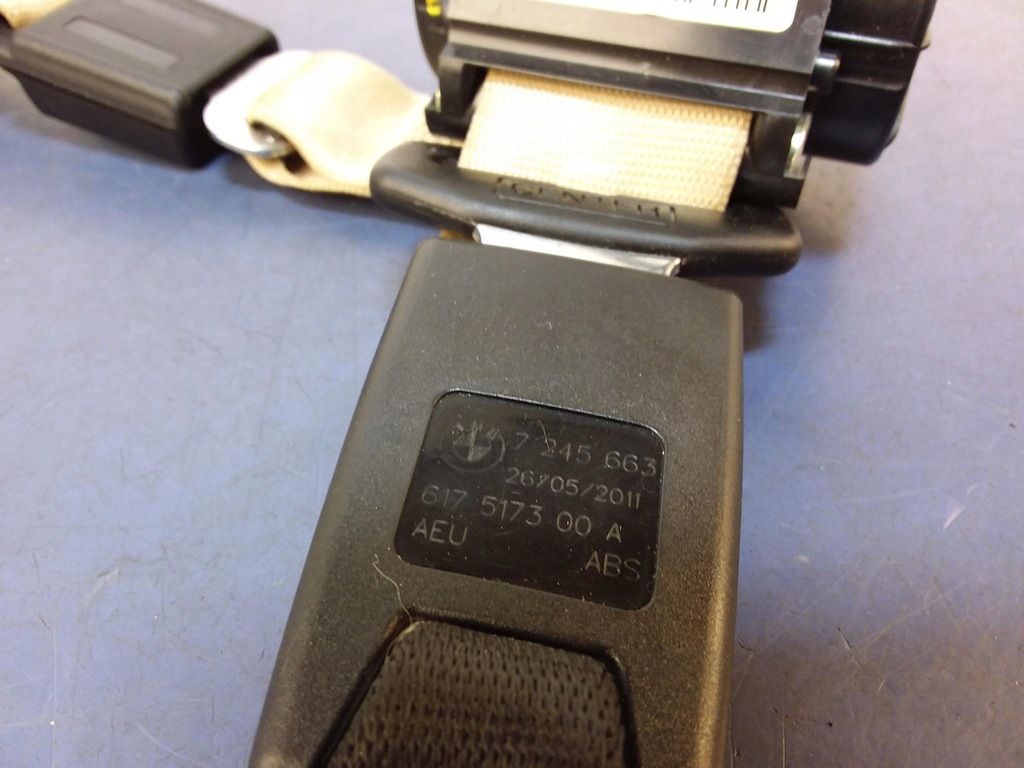 CENTER
7 245 663
26/05/2011
617 5173 00 A
AEU
ABS